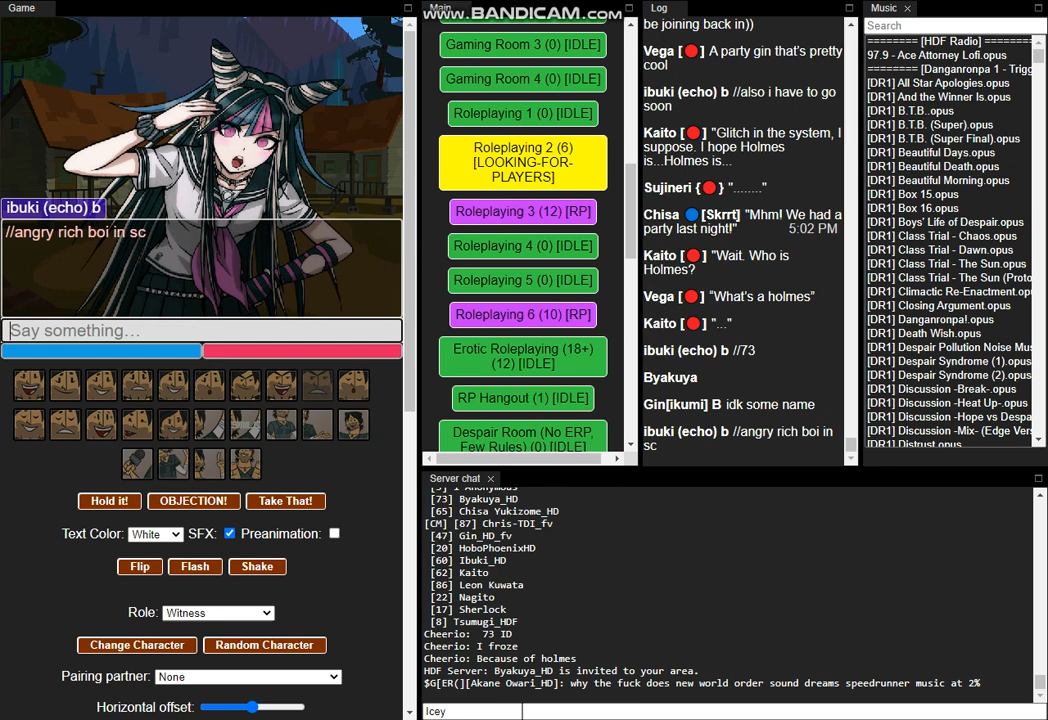 Game
ibuki (echo) b
//angry rich boi in sc
Say something...
Hold it!
OBJECTION!
Take That!
Text Color:
White
SFX:
Preanimation:
Flip
Flash
Shake
Role:
Witness
Change Character
Random Character
Pairing partner:
None
Horizontal offset:
www.BANDICAM.com
Gaming Room 3 (0) [IDLE]
Gaming Room 4 (0) [IDLE]
Roleplaying 1 (0) [IDLE]
Roleplaying 2 (6)
[LOOKING-FOR-
PLAYERS]
Roleplaying 3 (12) [RP]
Roleplaying 4 (0) [IDLE]
Roleplaying 5 (0) [IDLE]
Roleplaying 6 (10) [RP]
Erotic Roleplaying (18+)
(12) [IDLE]
RP Hangout (1) [IDLE]
Despair Room (No ERP,
Few Rules) (0) [IDLE]
Log
be joining back in))
Vega [🔴] A party gin that's pretty
cool
ibuki (echo) b //also i have to go
soon
Kaito [🔴] "Glitch in the system, I
suppose. I hope Holmes
is...Holmes is...
Sujineri {🔴} "........"
Chisa 🔵[Skrrt] "Mhm! We had a
party last night!" 5:02 PM
Kaito [🔴] "Wait. Who is
Holmes?
Vega [🔴] "What's a holmes"
Kaito [🔴] "..."
ibuki (echo) b //73
Byakuya
Gin[ikumi] B idk some name
ibuki (echo) b //angry rich boi in
sc
Music
Search
======== [HDF Radio] ========
97.9 - Ace Attorney Lofi.opus
======== [Danganronpa 1 - Trigg
[DR1] All Star Apologies.opus
[DR1] And the Winner Is.opus
[DR1] B.T.B..opus
[DR1] B.T.B. (Super).opus
[DR1] B.T.B. (Super Final).opus
[DR1] Beautiful Days.opus
[DR1] Beautiful Death.opus
[DR1] Beautiful Morning.opus
[DR1] Box 15.opus
[DR1] Box 16.opus
[DR1] Boys' Life of Despair.opus
[DR1] Class Trial - Chaos.opus
[DR1] Class Trial - Dawn.opus
[DR1] Class Trial - The Sun.opus
[DR1] Class Trial - The Sun (Proto
[DR1] Climactic Re-Enactment.opu
[DR1] Closing Argument.opus
[DR1] Danganronpa!.opus
[DR1] Death Wish.opus
[DR1] Despair Pollution Noise Mus
[DR1] Despair Syndrome (1).opus
[DR1] Despair Syndrome (2).opus
[DR1] Discussion -Break-.opus
[DR1] Discussion -Heat Up-.opus
[DR1] Discussion -Hope vs Despa
[DR1] Discussion -Mix- (Edge Vers
[DR1] Distrust.opus
Server chat
[73] Byakuya_HD
[65] Chisa Yukizome_HD
[CM] [87] Chris-TDI_fv
[47] Gin_HD_fv
[20] HoboPhoenixHD
[60] Ibuki_HD
[62] Kaito
[86] Leon Kuwata
[22] Nagito
[17] Sherlock
[8] Tsumugi_HDF
Cheerio: 73 ID
Cheerio: I froze
Cheerio: Because of holmes
HDF Server: Byakuya_HD is invited to your area.
$G[ER(][Akane Owari_HD]: why the fuck does new world order sound dreams speedrunner music at 2%
Icey